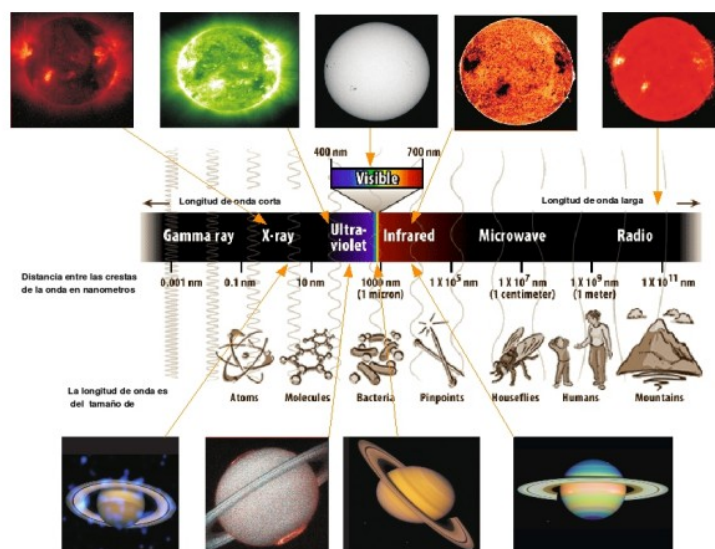 400 nm
700 nm
Visible
Longitud de onda corta
Longitud de onda larga
Gamma ray
X-ray
Ultra-
violet
Infrared
Microwave
Radio
Distancia entre las crestas
de la onda en nanometros
0.001 nm
0.1 nm
10 nm
1000 nm
(1 micron)
1 X 10⁵ nm
1 X 10⁷ nm
(1 centimeter)
1 X 10⁹ nm
(1 meter)
1 X 10¹¹ nm
La longitud de onda es
del tamaño de
Atoms
Molecules
Bacteria
Pinpoints
Houseflies
Humans
Mountains